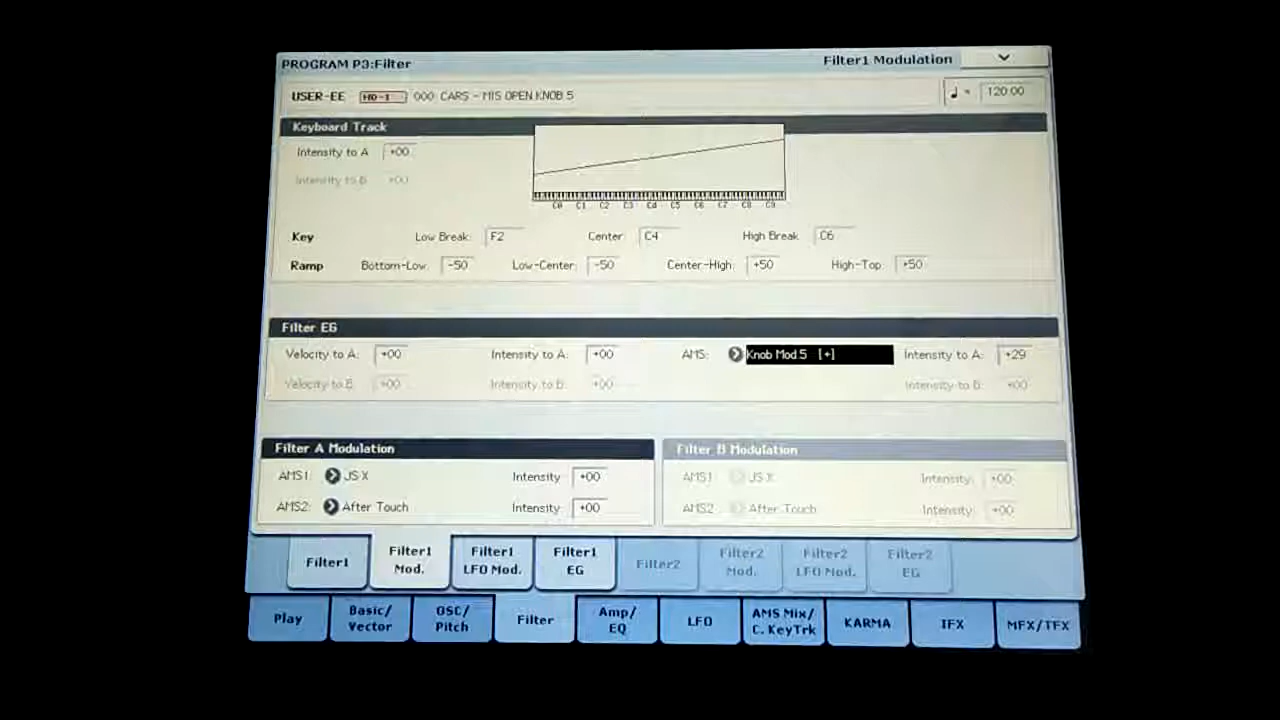 PROGRAM P3:Filter Filter1 Modulation
USER-EE HD-1 000 CARS - MIS OPEN KNOB 5 ♩ = 120.00
Keyboard Track
Intensity to A: +00
Intensity to B: +00
C0 C1 C2 C3 C4 C5 C6 C7 C8 C9
Key Low Break: F2 Center: C4 High Break: C6
Ramp Bottom-Low: -50 Low-Center: -50 Center-High: +50 High-Top: +50
Filter EG
Velocity to A: +00 Intensity to A: +00 AMS: Knob Mod.5 [+] Intensity to A: +29
Velocity to B: +00 Intensity to B: +00 Intensity to B: +00
Filter A Modulation Filter B Modulation
AMS1: JS X Intensity: +00 AMS1: JS X Intensity: +00
AMS2: After Touch Intensity: +00 AMS2: After Touch Intensity: +00
Filter1 Filter1 Mod. Filter1 LFO Mod. Filter1 EG Filter2 Filter2 Mod. Filter2 LFO Mod. Filter2 EG
Play Basic/ Vector OSC/ Pitch Filter Amp/ EQ LFO AMS Mix/ C. KeyTrk KARMA IFX MFX/TFX